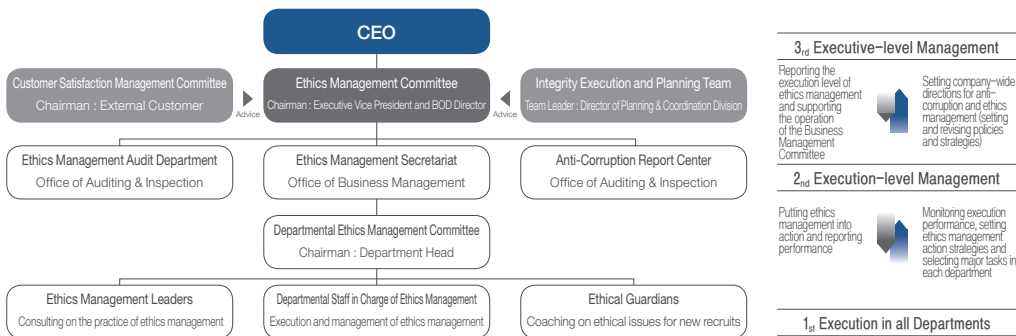 CEO
Customer Satisfaction Management Committee
Chairman : External Customer
Advice
Ethics Management Committee
Chairman : Executive Vice President and BOD Director
Advice
Integrity Execution and Planning Team
Team Leader : Director of Planning & Coordination Division
Ethics Management Audit Department
Office of Auditing & Inspection
Ethics Management Secretariat
Office of Business Management
Anti-Corruption Report Center
Office of Auditing & Inspection
Departmental Ethics Management Committee
Chairman : Department Head
Ethics Management Leaders
Consulting on the practice of ethics management
Departmental Staff in Charge of Ethics Management
Execution and management of ethics management
Ethical Guardians
Coaching on ethical issues for new recruits
3rd Executive-level Management
Reporting the
execution level of
ethics management
and supporting
the operation
of the Business
Management
Committee
Setting company-wide
directions for anti-
corruption and ethics
management (setting
and revising policies
and strategies)
2nd Execution-level Management
Putting ethics
management into
action and reporting
performance
Monitoring execution
performance, setting
ethics management
action strategies and
selecting major tasks in
each department
1st Execution in all Departments